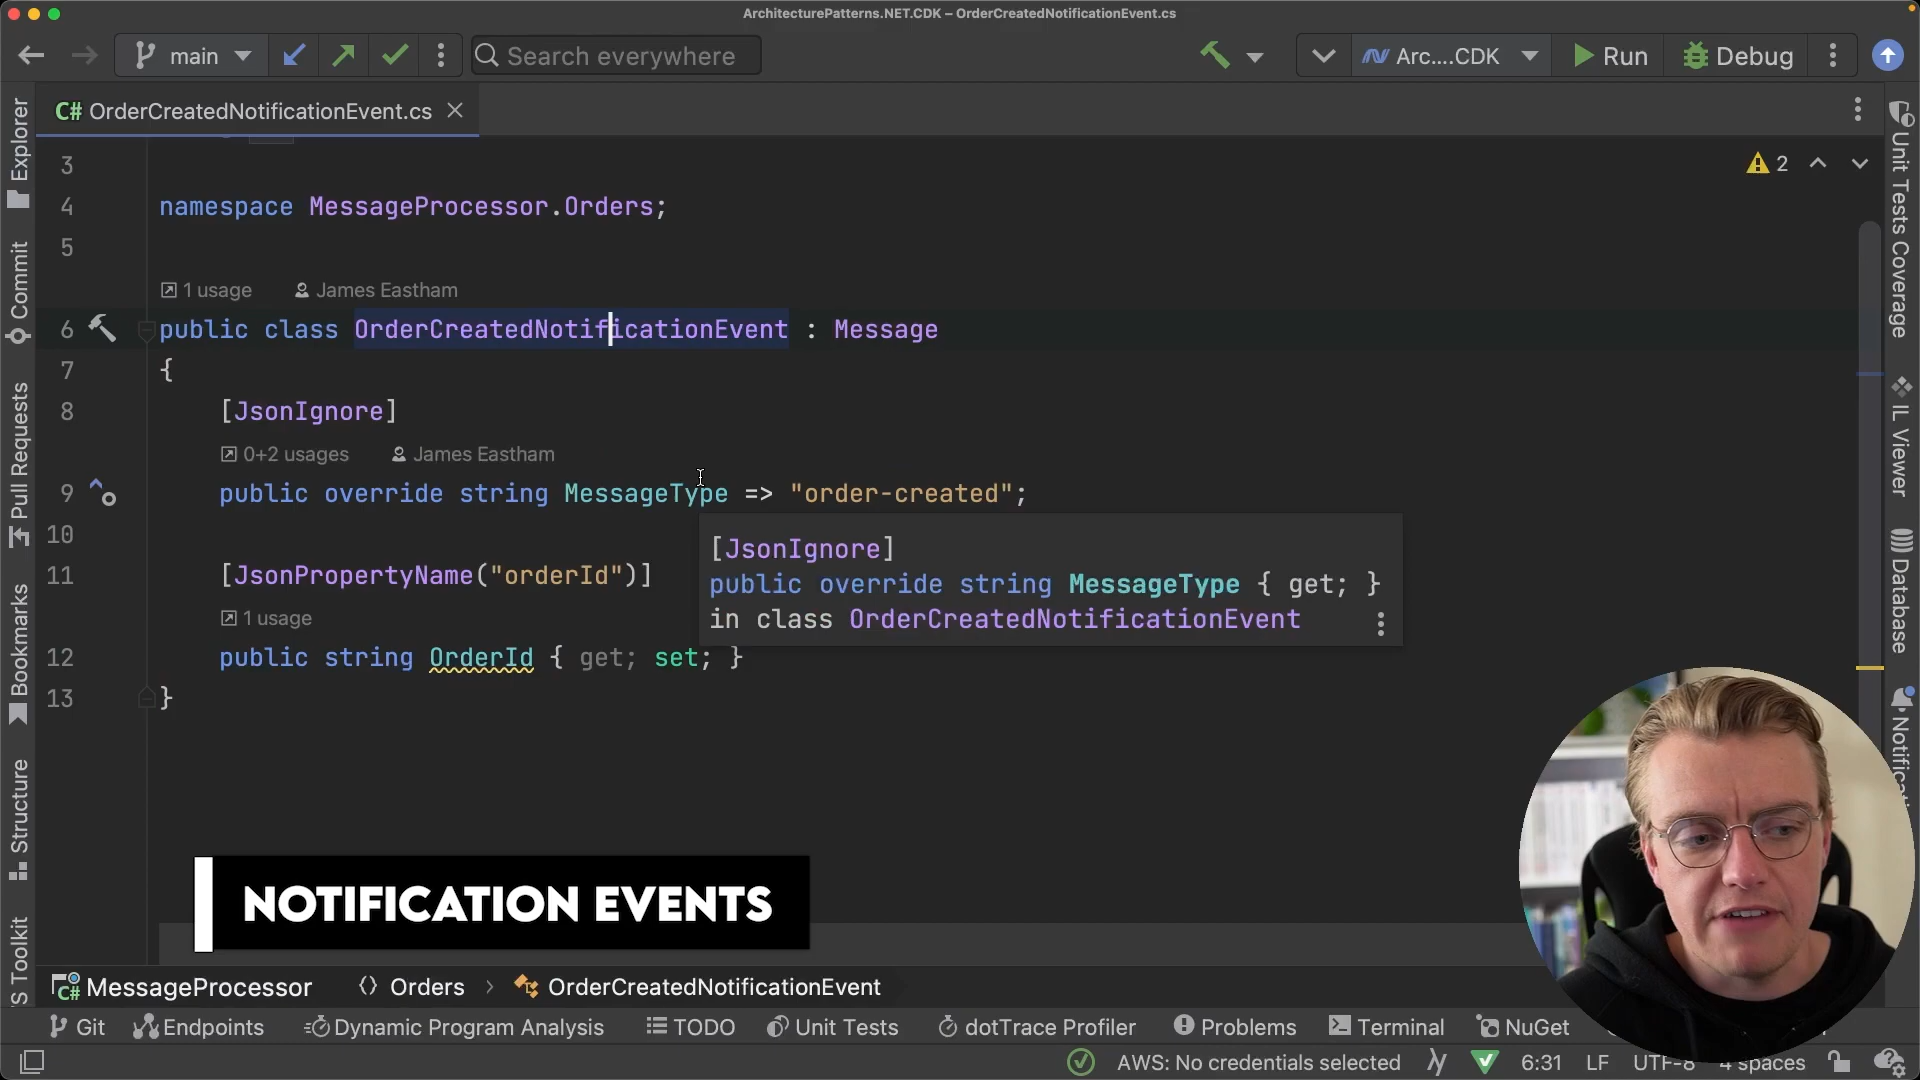 ArchitecturePatterns.NET.CDK – OrderCreatedNotificationEvent.cs
main
Search everywhere
Arc....CDK
Run
Debug
C# OrderCreatedNotificationEvent.cs
3
2
4 namespace MessageProcessor.Orders;
5
1 usage James Eastham
6 public class OrderCreatedNotificationEvent : Message
7 {
8 [JsonIgnore]
0+2 usages James Eastham
9 public override string MessageType => "order-created";
10
[JsonIgnore]
11 [JsonPropertyName("orderId")]
public override string MessageType { get; }
in class OrderCreatedNotificationEvent
1 usage
12 public string OrderId { get; set; }
13 }
NOTIFICATION EVENTS
Explorer
Commit
Pull Requests
Bookmarks
Structure
S Toolkit
Unit Tests Coverage
IL Viewer
Database
C# MessageProcessor
Orders
OrderCreatedNotificationEvent
Git
Endpoints
Dynamic Program Analysis
TODO
Unit Tests
dotTrace Profiler
Problems
Terminal
NuGet
AWS: No credentials selected
6:31
LF
UTF-8
4 spaces